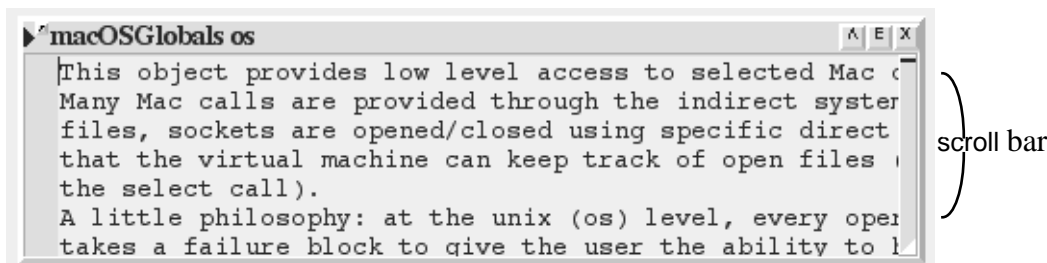 macOSGlobals os
Λ E X
This object provides low level access to selected Mac
Many Mac calls are provided through the indirect system
files, sockets are opened/closed using specific direct
that the virtual machine can keep track of open files (
the select call).
A little philosophy: at the unix (os) level, every oper
takes a failure block to give the user the ability to
scroll bar